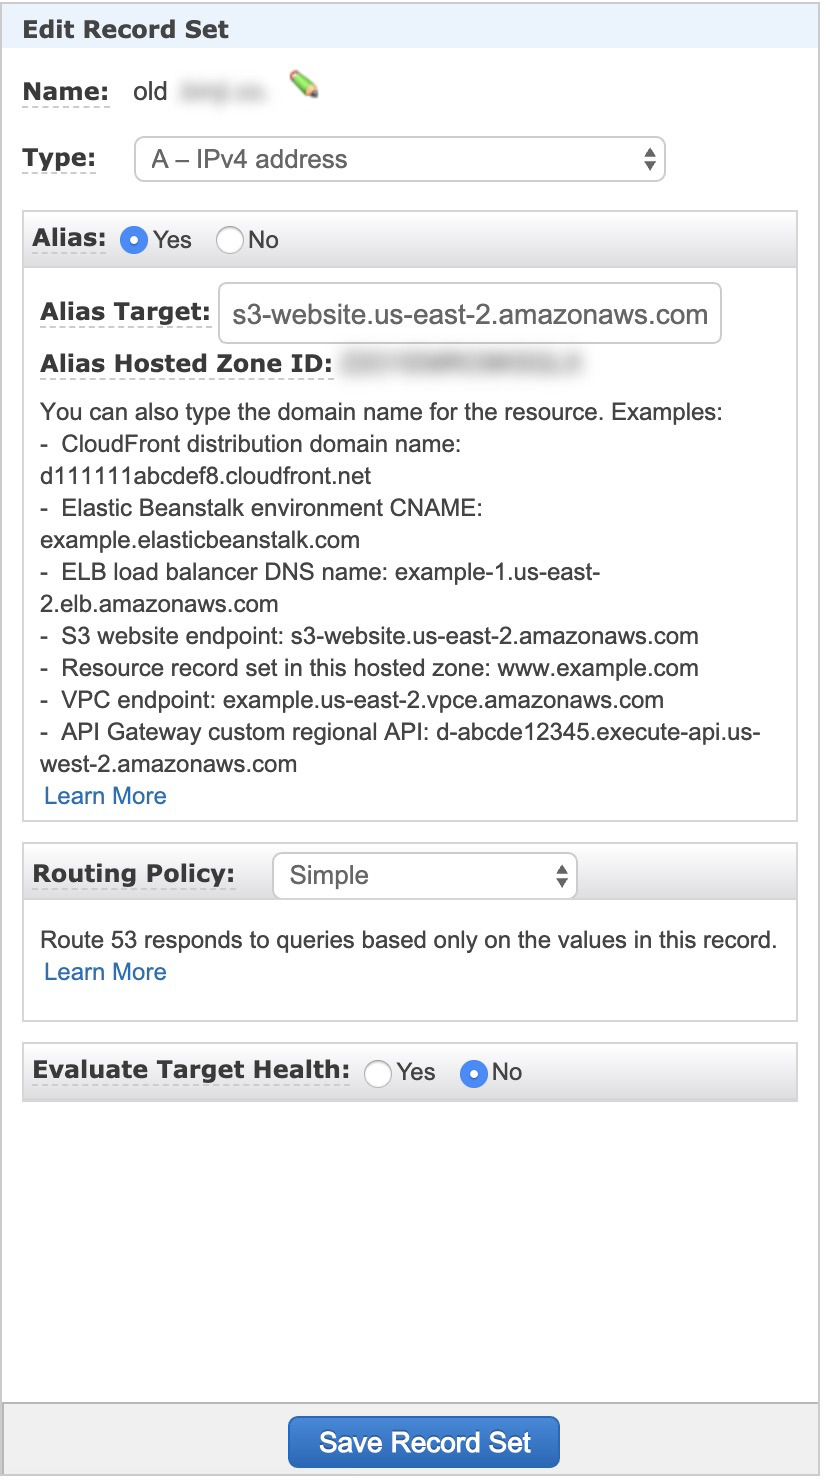 Edit Record Set
Name: old
Type: A – IPv4 address
Alias: Yes No
Alias Target: s3-website.us-east-2.amazonaws.com
Alias Hosted Zone ID:
You can also type the domain name for the resource. Examples:
- CloudFront distribution domain name:
d111111abcdef8.cloudfront.net
- Elastic Beanstalk environment CNAME:
example.elasticbeanstalk.com
- ELB load balancer DNS name: example-1.us-east-
2.elb.amazonaws.com
- S3 website endpoint: s3-website.us-east-2.amazonaws.com
- Resource record set in this hosted zone: www.example.com
- VPC endpoint: example.us-east-2.vpce.amazonaws.com
- API Gateway custom regional API: d-abcde12345.execute-api.us-
west-2.amazonaws.com
Learn More
Routing Policy: Simple
Route 53 responds to queries based only on the values in this record.
Learn More
Evaluate Target Health: Yes No
Save Record Set